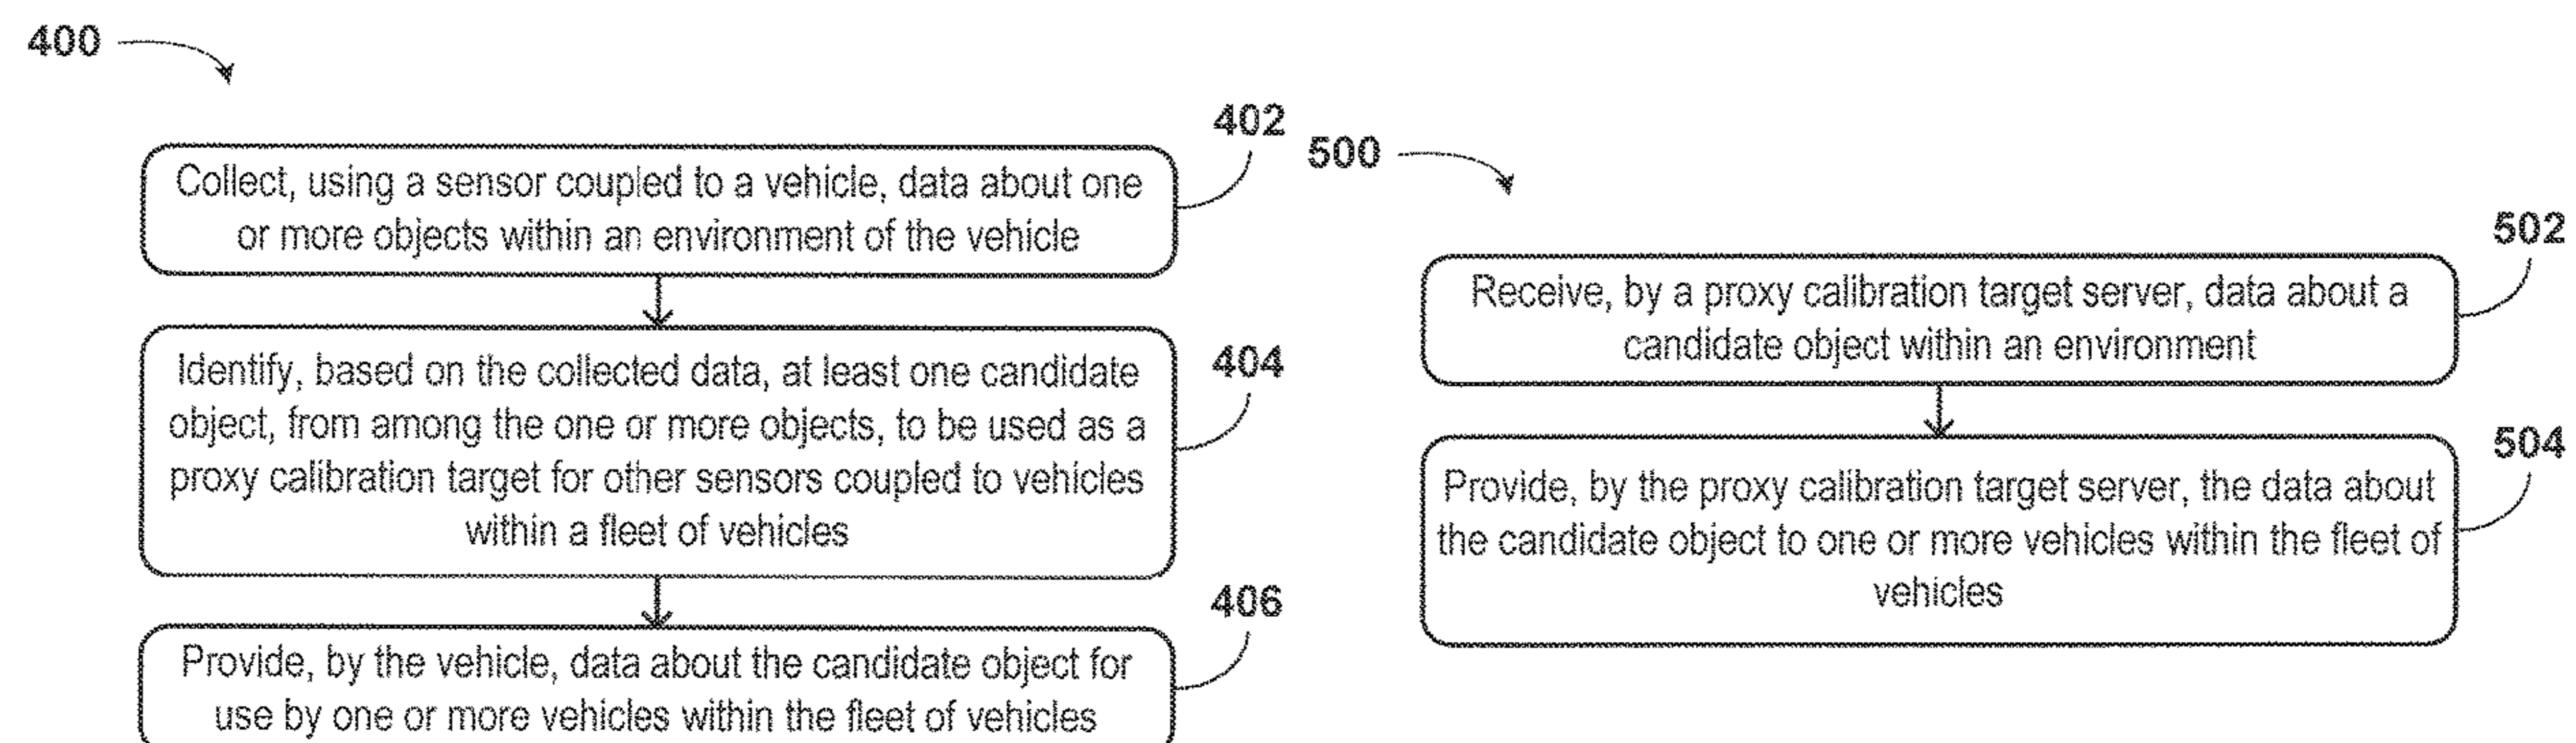 400
402
Collect, using a sensor coupled to a vehicle, data about one
or more objects within an environment of the vehicle
404
Identify, based on the collected data, at least one candidate
object, from among the one or more objects, to be used as a
proxy calibration target for other sensors coupled to vehicles
within a fleet of vehicles
406
Provide, by the vehicle, data about the candidate object for
use by one or more vehicles within the fleet of vehicles
500
502
Receive, by a proxy calibration target server, data about a
candidate object within an environment
504
Provide, by the proxy calibration target server, the data about
the candidate object to one or more vehicles within the fleet of
vehicles